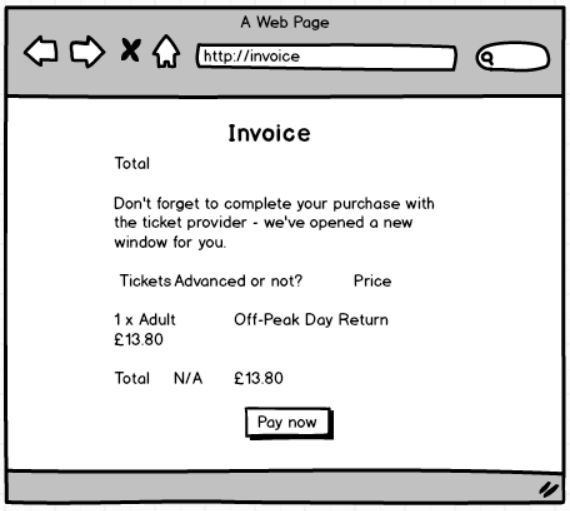 A Web Page
http://invoice
Invoice
Total
Don't forget to complete your purchase with
the ticket provider - we've opened a new
window for you.
Tickets Advanced or not? Price
1 x Adult Off-Peak Day Return
£13.80
Total N/A £13.80
Pay now